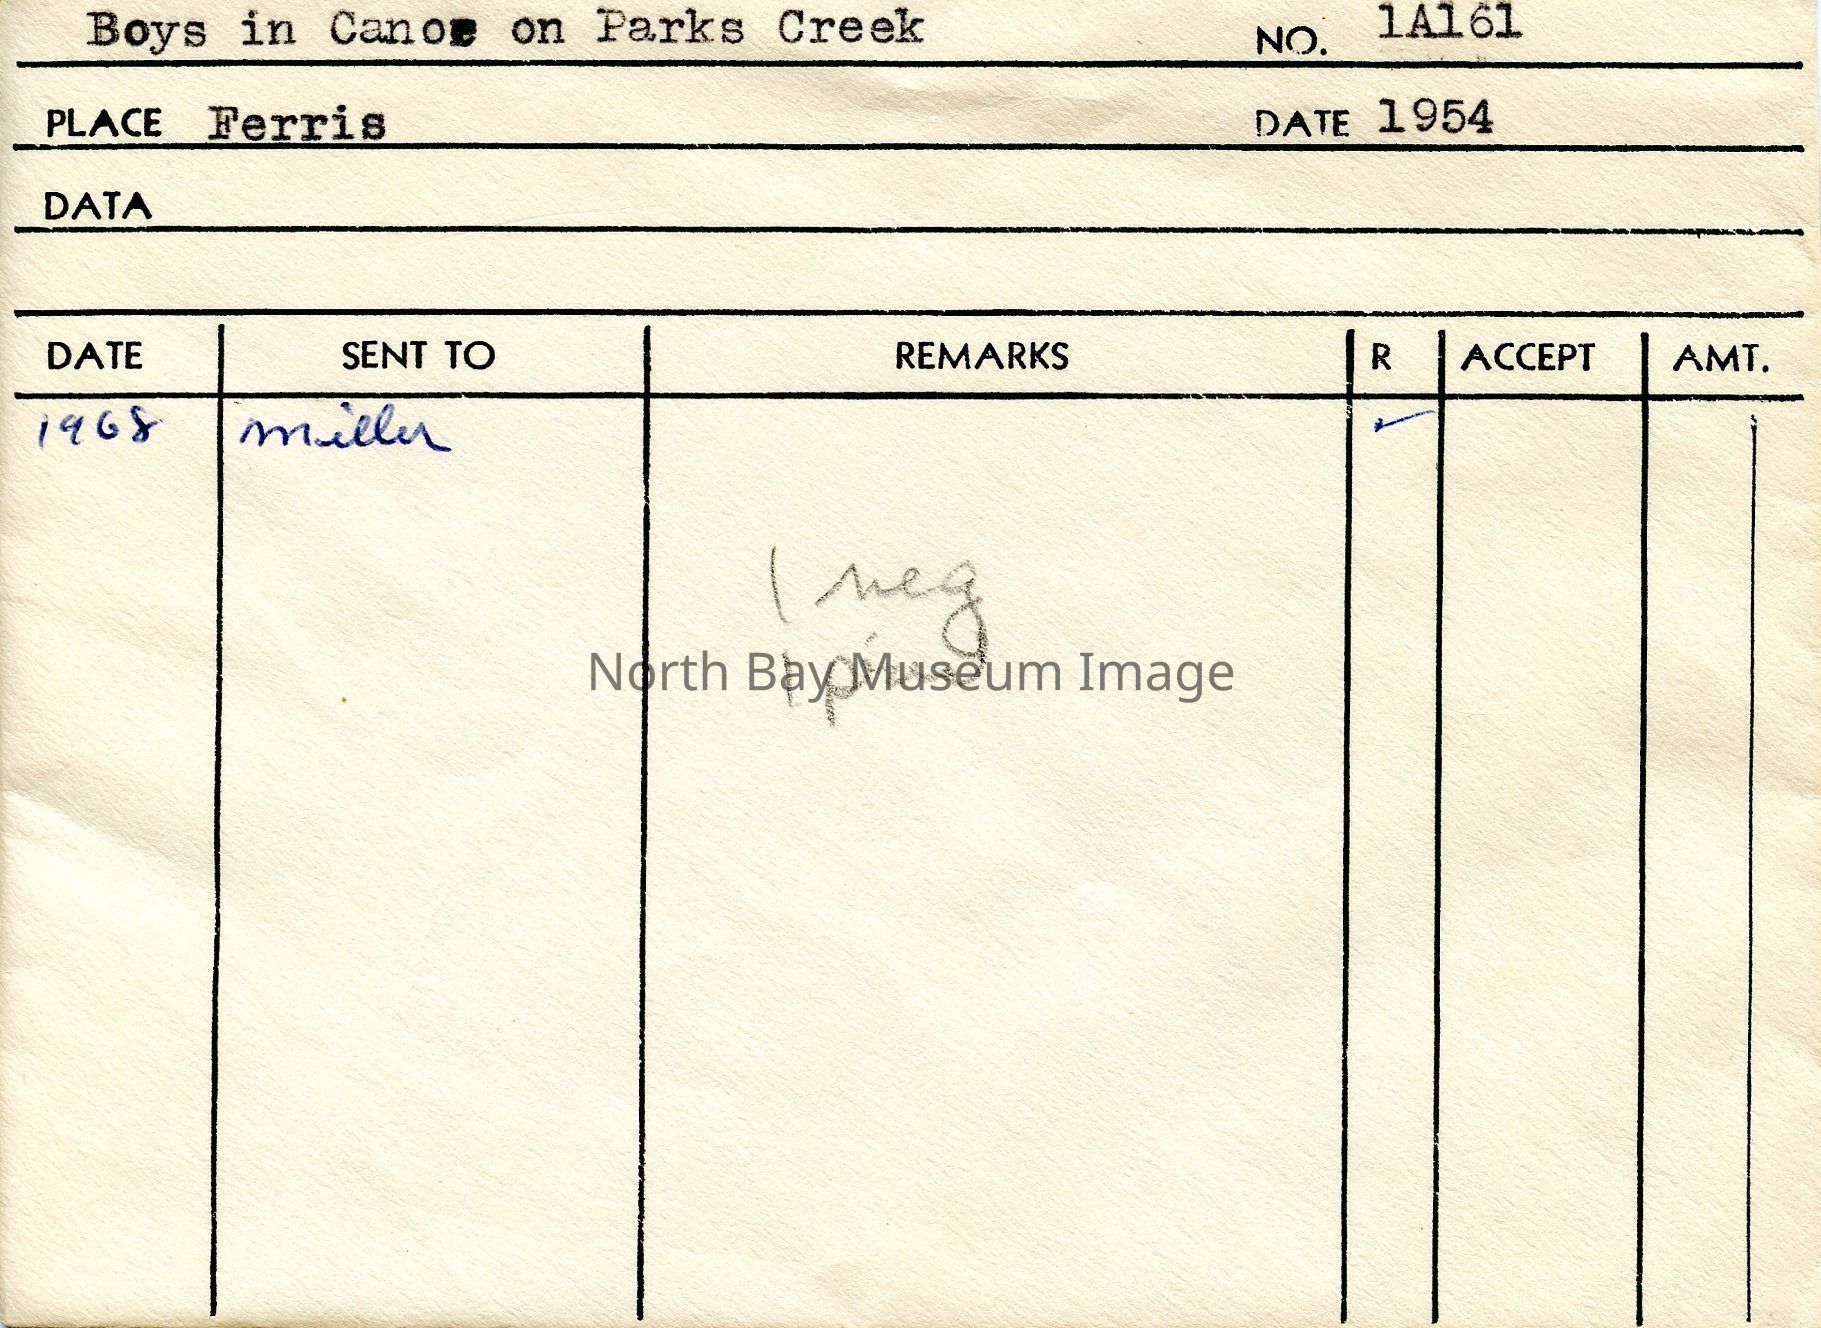 Boys in Canoe on Parks Creek NO. 1A161
PLACE Ferris DATE 1954
DATA
DATE SENT TO REMARKS R ACCEPT AMT.
1968 Miller ✓
1 neg
1
North Bay Museum Image